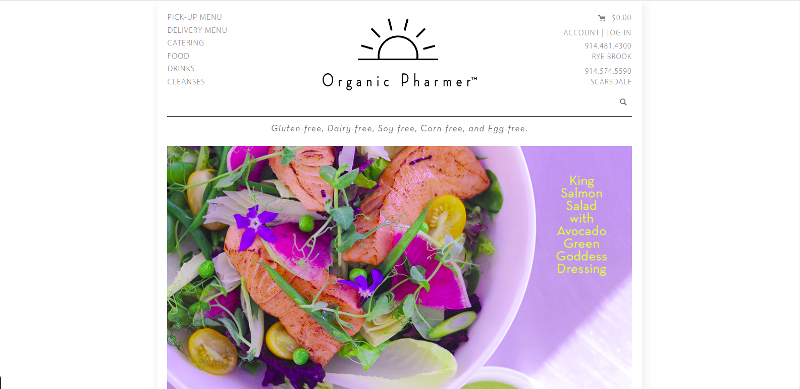 PICK-UP MENU
DELIVERY MENU
CATERING
FOOD
DRINKS
CLEANSES
Organic Pharmer™
$0.00
ACCOUNT | LOG IN
914.481.4300
RYE BROOK
914.574.5590
SCARSDALE
Gluten-free, Dairy-free, Soy-free, Corn-free, and Egg-free.
King
Salmon
Salad
with
Avocado
Green
Goddess
Dressing